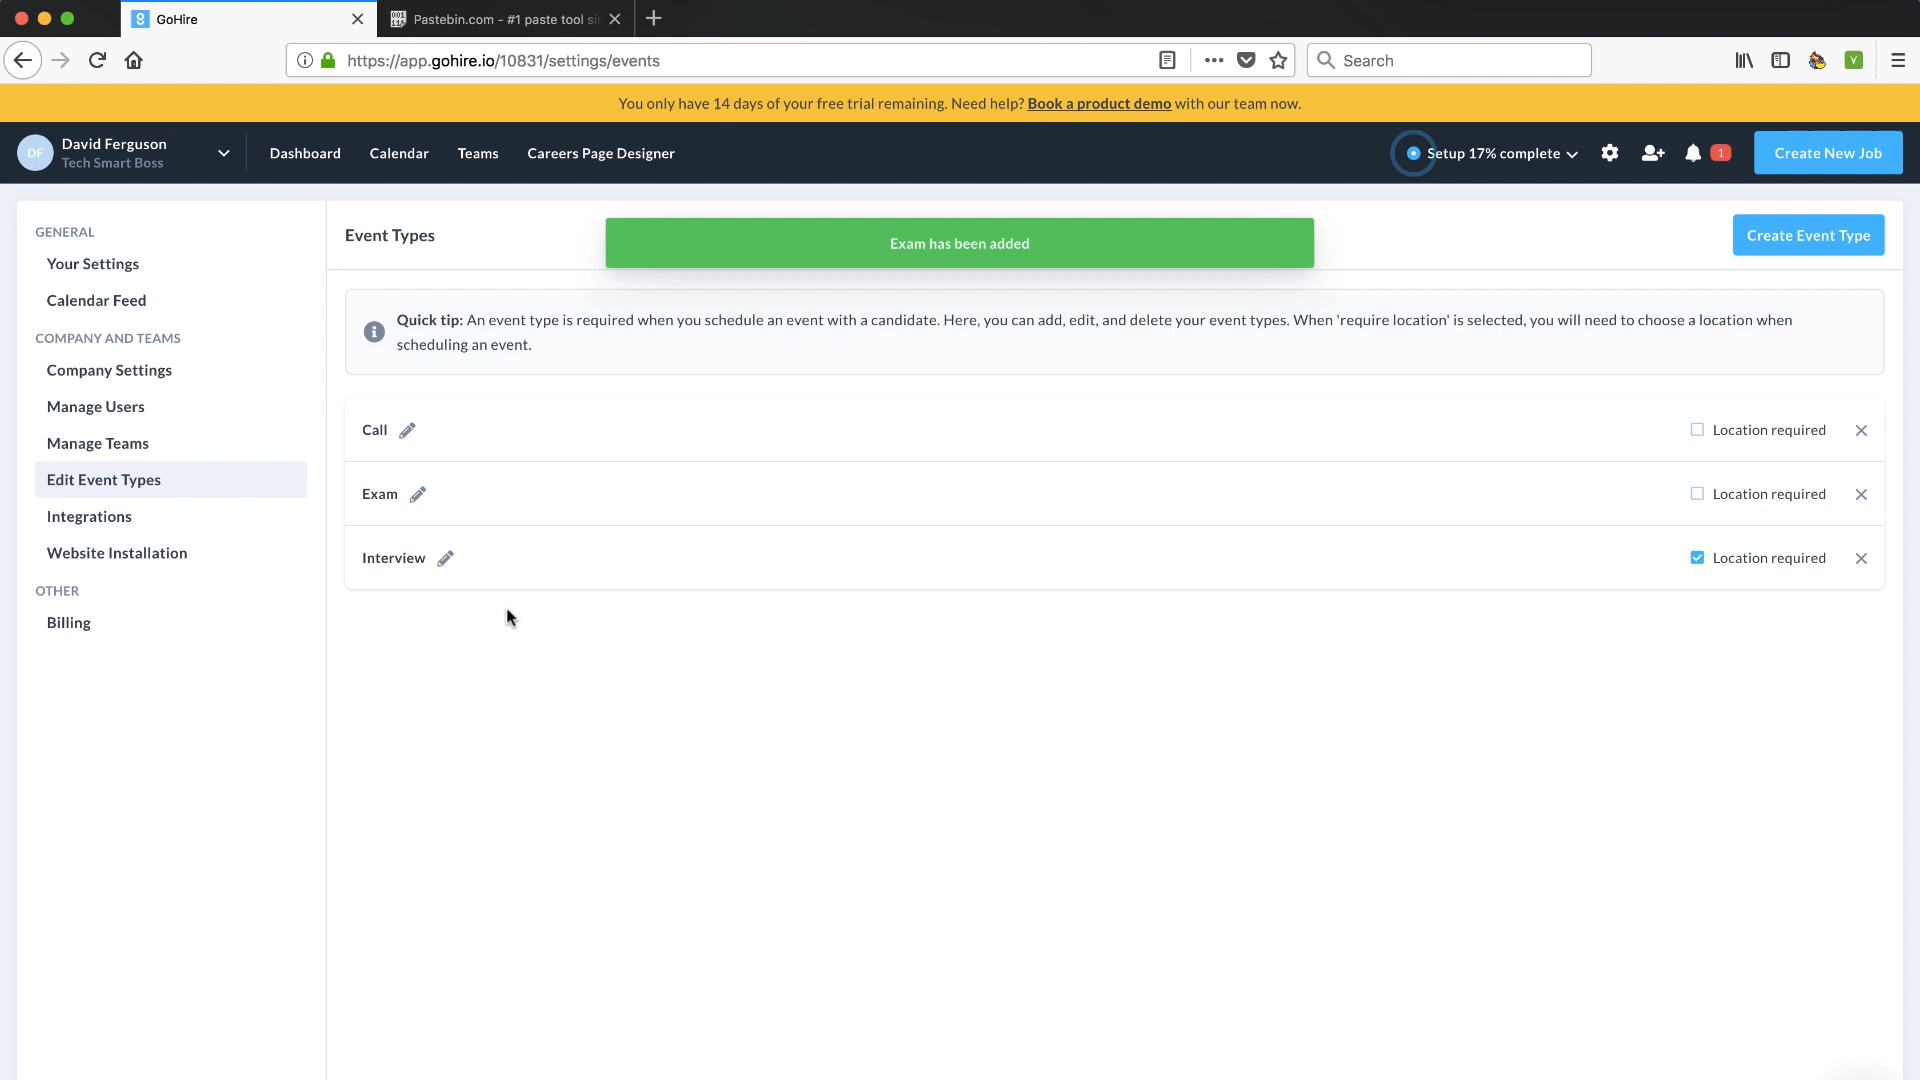 GoHire
Pastebin.com - #1 paste tool sin
https://app.gohire.io/10831/settings/events
Search
You only have 14 days of your free trial remaining. Need help? Book a product demo with our team now.
DF
David Ferguson
Tech Smart Boss
Dashboard
Calendar
Teams
Careers Page Designer
Setup 17% complete
1
Create New Job
GENERAL
Your Settings
Calendar Feed
COMPANY AND TEAMS
Company Settings
Manage Users
Manage Teams
Edit Event Types
Integrations
Website Installation
OTHER
Billing
Event Types
Exam has been added
Create Event Type
Quick tip: An event type is required when you schedule an event with a candidate. Here, you can add, edit, and delete your event types. When 'require location' is selected, you will need to choose a location when
scheduling an event.
Call
Location required
Exam
Location required
Interview
Location required